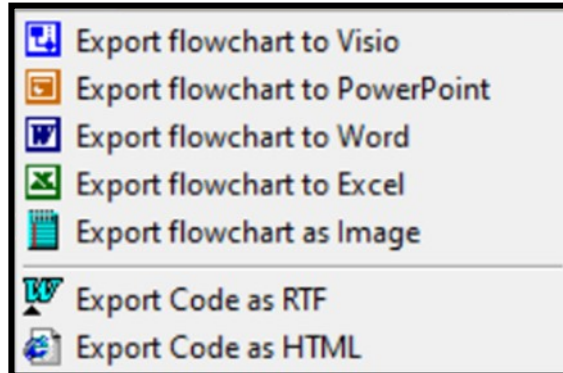 Export flowchart to Visio
Export flowchart to PowerPoint
Export flowchart to Word
Export flowchart to Excel
Export flowchart as Image
Export Code as RTF
Export Code as HTML